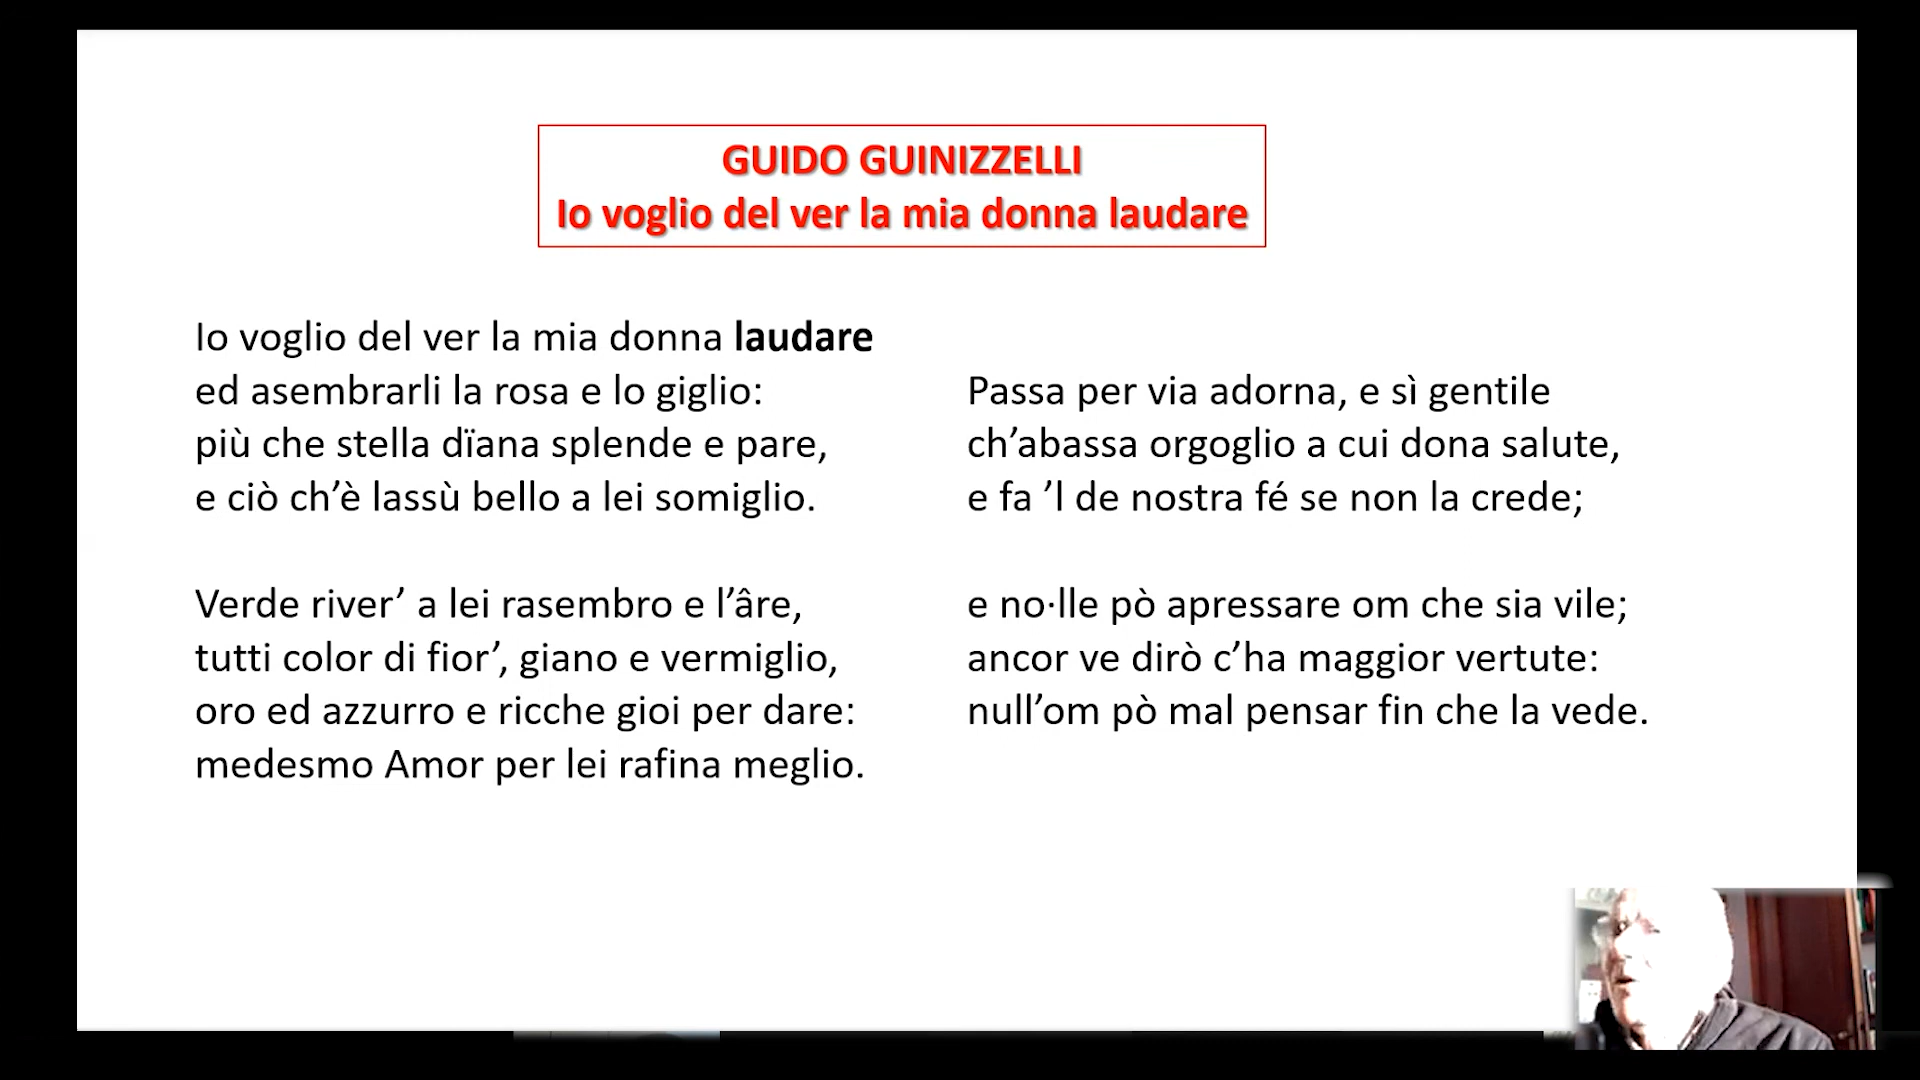 GUIDO GUINIZZELLI
Io voglio del ver la mia donna laudare
Io voglio del ver la mia donna laudare
ed asembrarli la rosa e lo giglio:
più che stella dïana splende e pare,
e ciò ch’è lassù bello a lei somiglio.
Verde river’ a lei rasembro e l’âre,
tutti color di fior’, giano e vermiglio,
oro ed azzurro e ricche gioi per dare:
medesmo Amor per lei rafina meglio.
Passa per via adorna, e sì gentile
ch’abassa orgoglio a cui dona salute,
e fa ’l de nostra fé se non la crede;
e no·lle pò apressare om che sia vile;
ancor ve dirò c’ha maggior vertute:
null’om pò mal pensar fin che la vede.